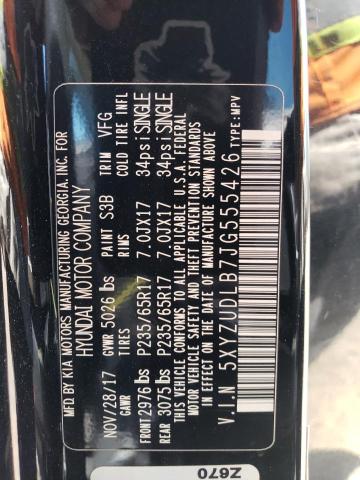 MFD. BY KIA MOTORS MANUFACTURING GEORGIA, INC. FOR
HYUNDAI MOTOR COMPANY
NOV/28/17 GVWR 5026 lbs PAINT S3B TRIM VFG
GAWR TIRES RIMS COLD TIRE INFL
FRONT 2976 lbs P235/65R17 7.0JX17 34psi SINGLE
REAR 3075 lbs P235/65R17 7.0JX17 34psi SINGLE
THIS VEHICLE CONFORMS TO ALL APPLICABLE U.S.A. FEDERAL
MOTOR VEHICLE SAFETY AND THEFT PREVENTION STANDARDS
IN EFFECT ON THE DATE OF MANUFACTURE SHOWN ABOVE.
V.I.N 5XYZUDLB7JG555426 TYPE:MPV
Z670